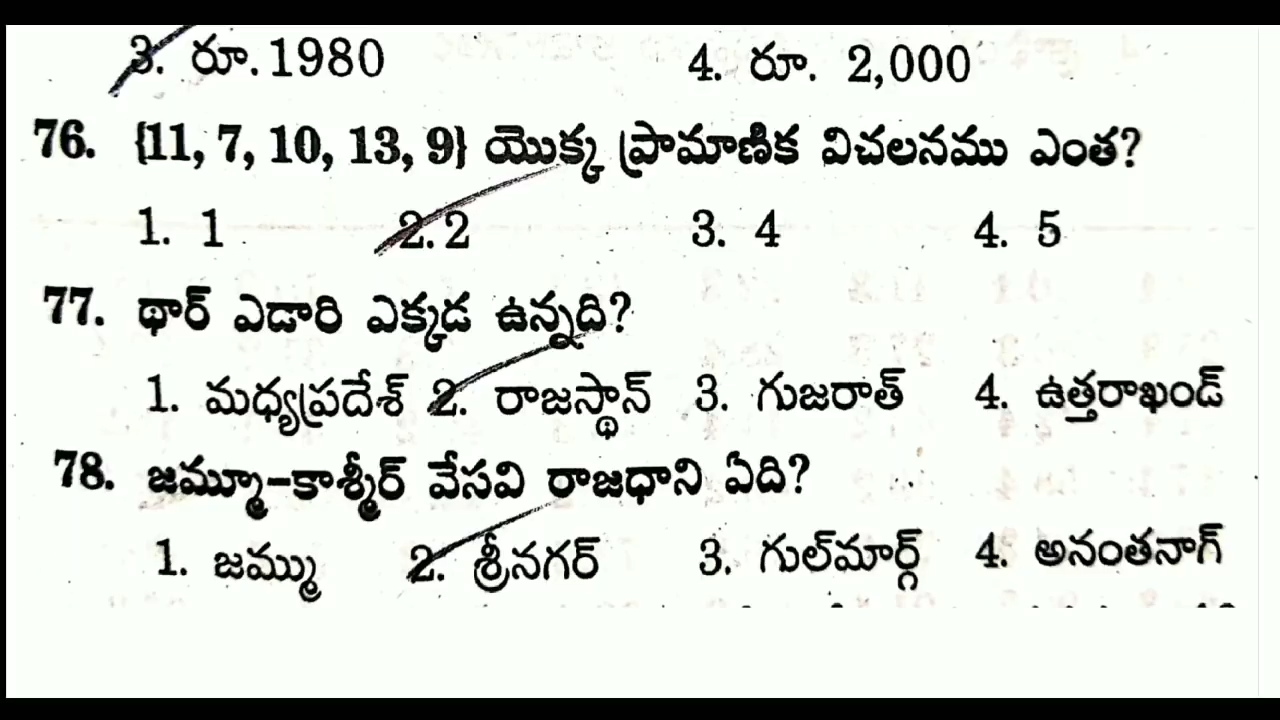 3. రూ. 1980 4. రూ. 2,000
76. {11, 7, 10, 13, 9} యొక్క ప్రామాణిక విచలనము ఎంత?
1. 1 2. 2 3. 4 4. 5
77. థార్ ఎడారి ఎక్కడ ఉన్నది?
1. మధ్యప్రదేశ్ 2. రాజస్థాన్ 3. గుజరాత్ 4. ఉత్తరాఖండ్
78. జమ్మూ-కాశ్మీర్ వేసవి రాజధాని ఏది?
1. జమ్ము 2. శ్రీనగర్ 3. గుల్‌మార్గ్ 4. అనంతనాగ్